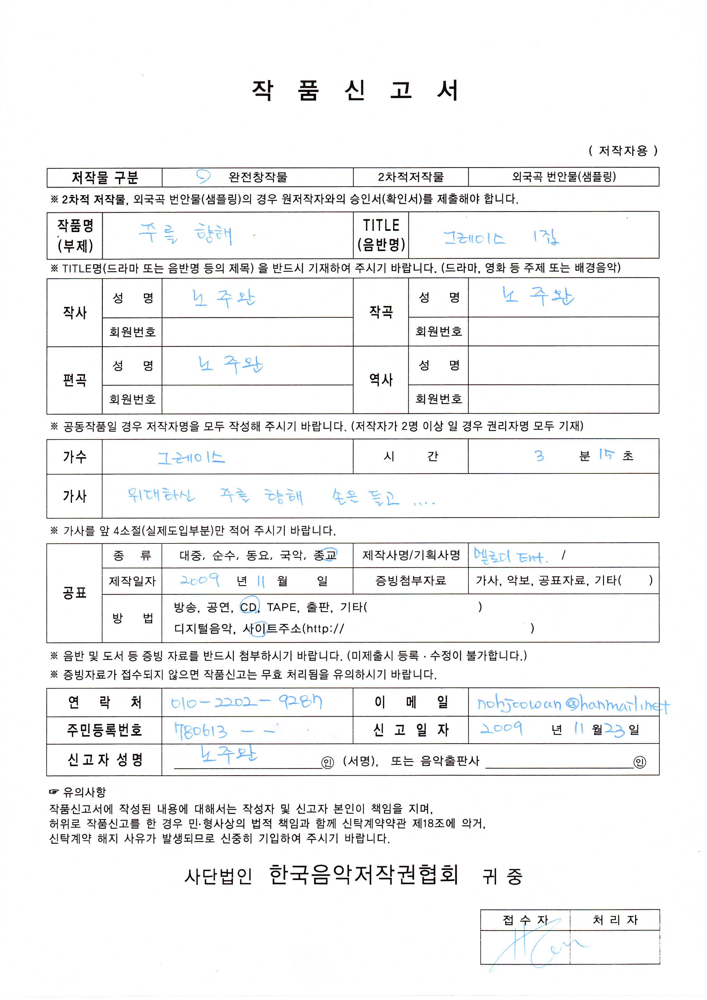 작 품 신 고 서
( 저작자용 )
저작물 구분 완전창작물 2차적저작물 외국곡 번안물(샘플링)
※ 2차적 저작물, 외국곡 번안물(샘플링)의 경우 원저작자와의 승인서(확인서)를 제출해야 합니다.
작품명 (부제) 주를 향해 TITLE (음반명) 그레이스 1집
※ TITLE명(드라마 또는 음반명 등의 제목) 을 반드시 기재하여 주시기 바랍니다. (드라마, 영화 등 주제 또는 배경음악)
작사 성 명 노주완 작곡 성 명 노주완
회원번호 회원번호
편곡 성 명 노주완 역사 성 명
회원번호 회원번호
※ 공동작품일 경우 저작자명을 모두 작성해 주시기 바랍니다. (저작자가 2명 이상 일 경우 권리자명 모두 기재)
가수 그레이스 시 간 3 분 15 초
가사 위대하신 주를 향해 손을 들고 ....
※ 가사를 앞 4소절(실제도입부분)만 적어 주시기 바랍니다.
공표 종 류 대중, 순수, 동요, 국악, 종교 제작사명/기획사명 멜로디 Ent. /
제작일자 2009 년 11 월 일 증빙첨부자료 가사, 악보, 공표자료, 기타( )
방 법 방송, 공연, CD, TAPE, 출판, 기타( )
디지털음악, 사이트주소(http:// )
※ 음반 및 도서 등 증빙 자료를 반드시 첨부하시기 바랍니다. (미제출시 등록 · 수정이 불가합니다.)
※ 증빙자료가 접수되지 않으면 작품신고는 무효 처리됨을 유의하시기 바랍니다.
연 락 처 010-2202-9287 이 메 일 nohjoowan@hanmail.net
주민등록번호 780613 - - 신 고 일 자 2009 년 11 월 23 일
신고자 성명 노주완 ㊞ (서명), 또는 음악출판사 ㊞
☞ 유의사항
작품신고서에 작성된 내용에 대해서는 작성자 및 신고자 본인이 책임을 지며,
허위로 작품신고를 한 경우 민·형사상의 법적 책임과 함께 신탁계약약관 제18조에 의거,
신탁계약 해지 사유가 발생되므로 신중히 기입하여 주시기 바랍니다.
사단법인 한국음악저작권협회 귀 중
접 수 자 처 리 자